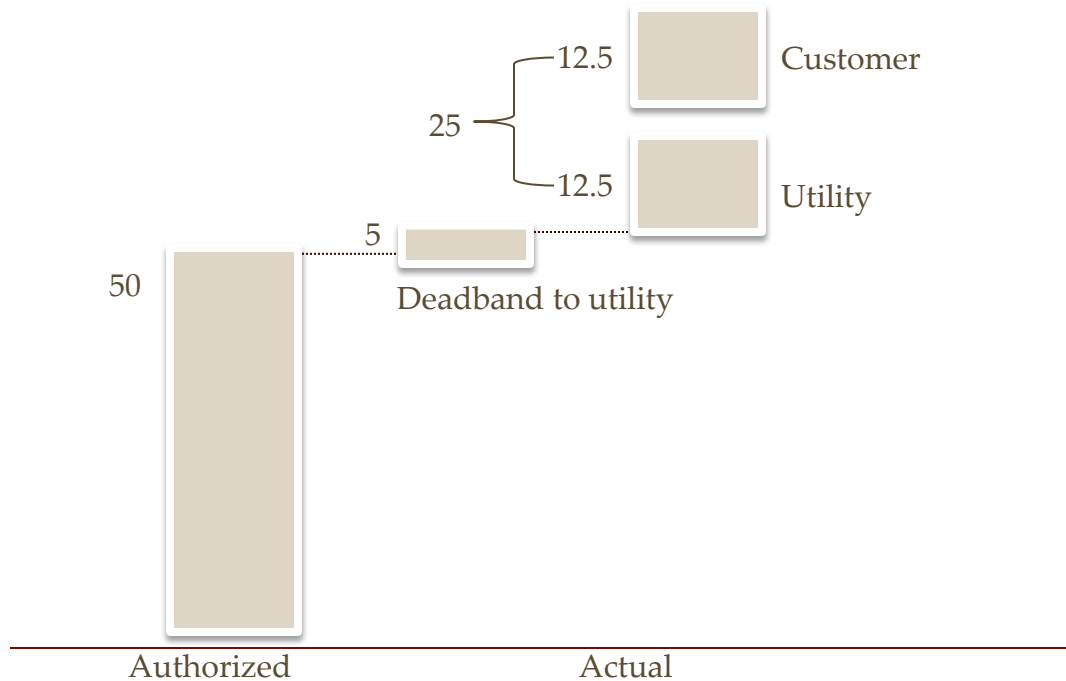 12.5 Customer
25
12.5 Utility
5
50
Deadband to utility
Authorized Actual